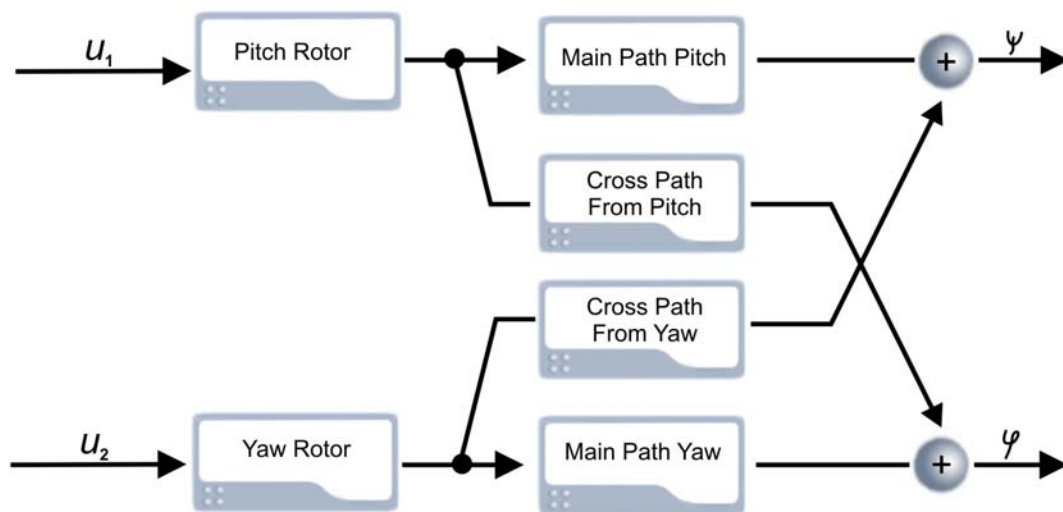 u₁
Pitch Rotor
Main Path Pitch
+
ψ
Cross Path
From Pitch
Cross Path
From Yaw
u₂
Yaw Rotor
Main Path Yaw
+
φ